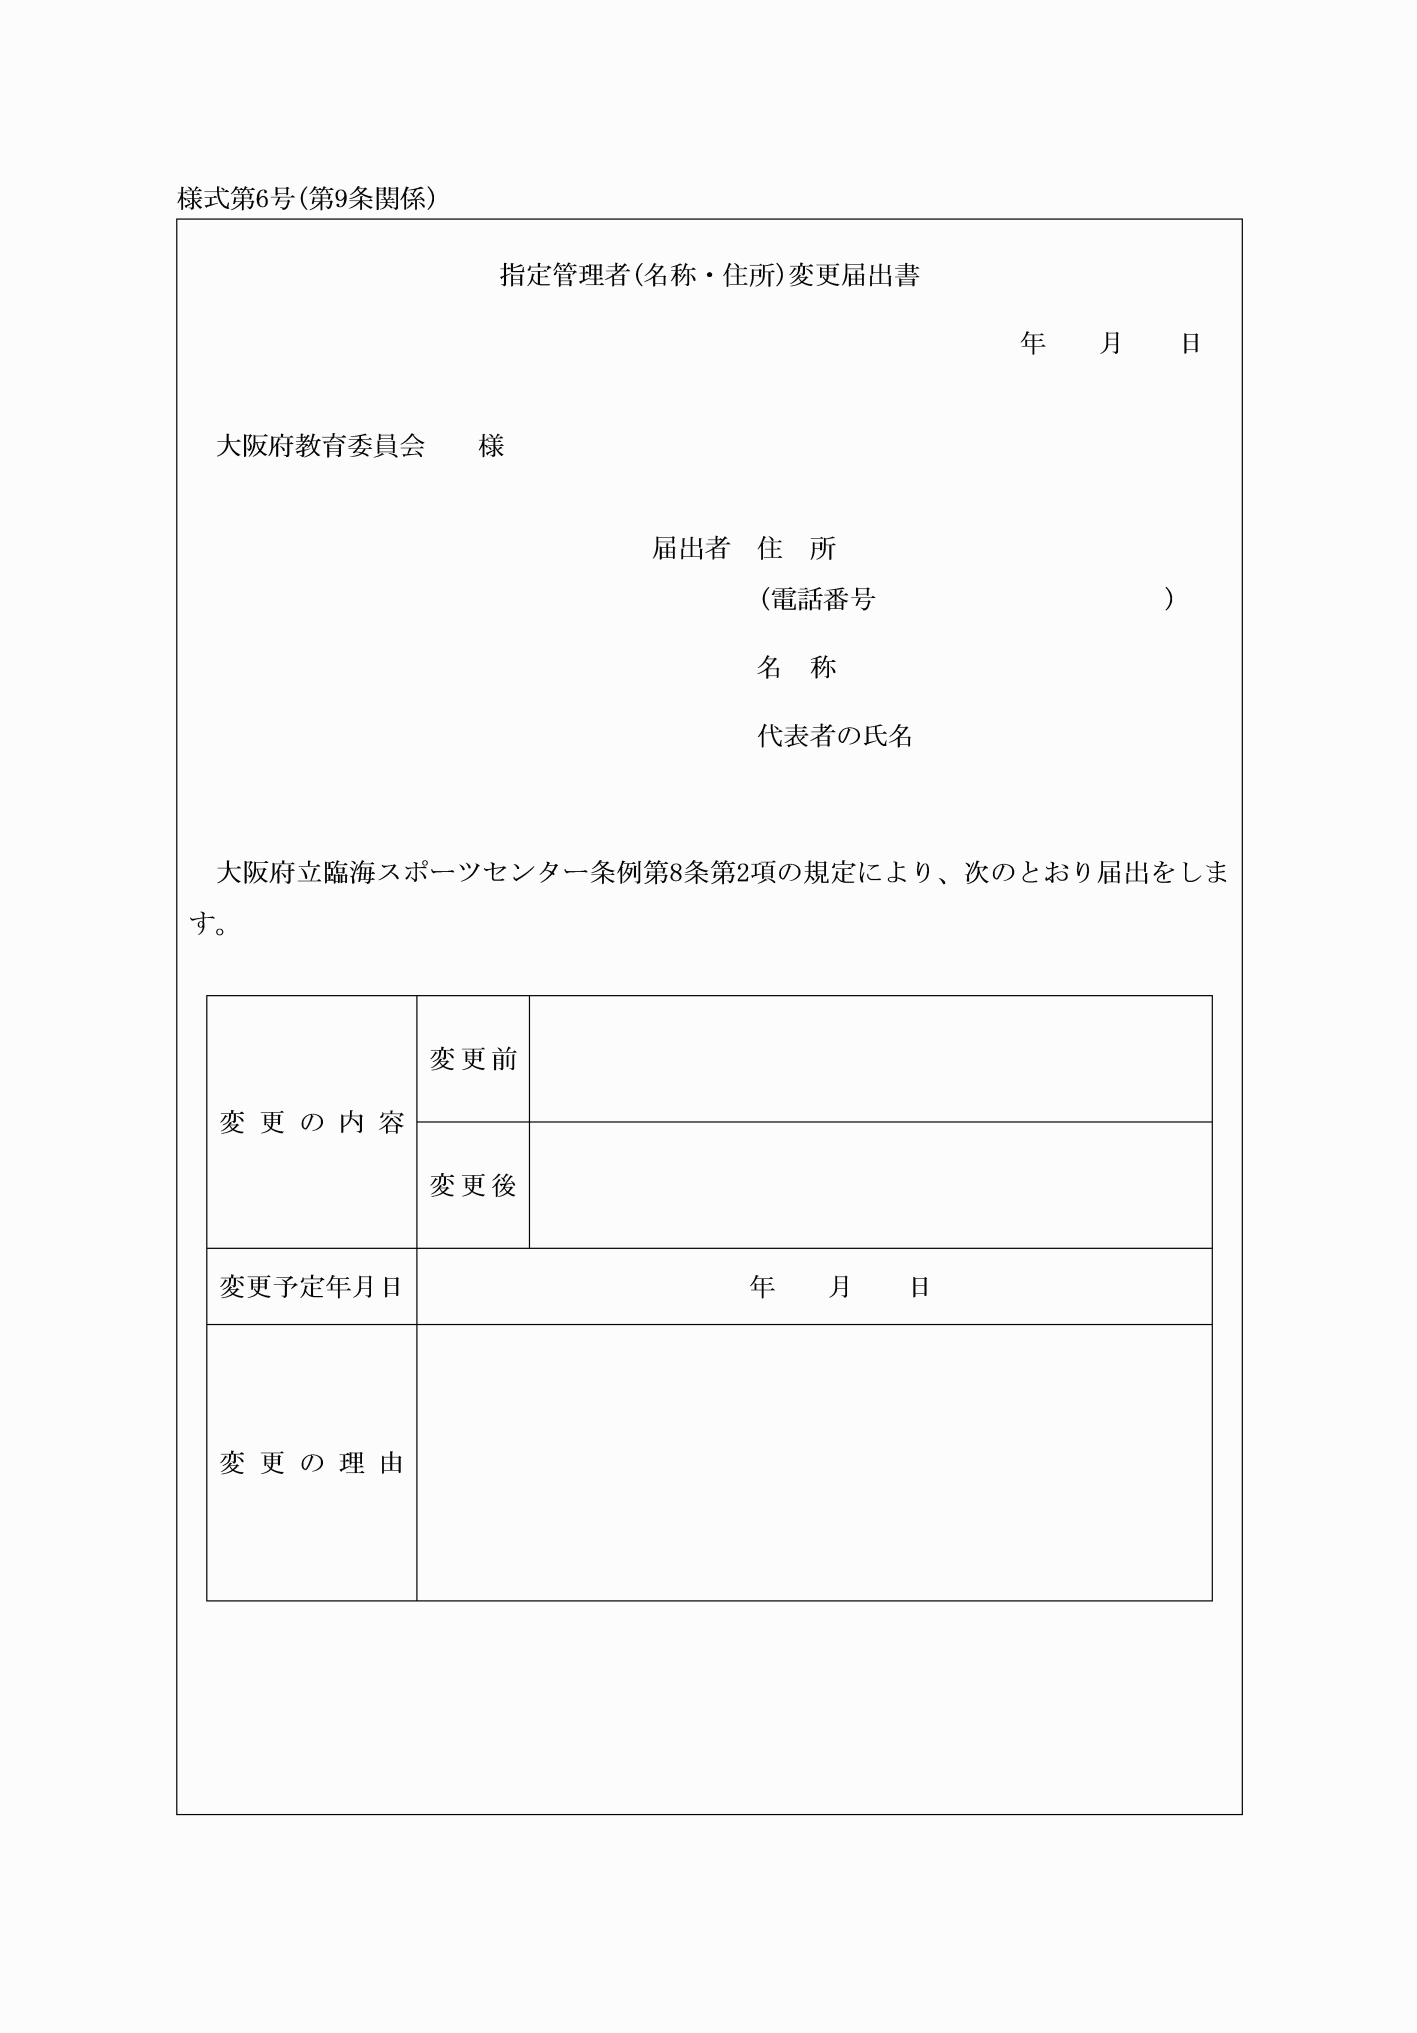 様式第6号(第9条関係)
指定管理者(名称・住所)変更届出書
年　　月　　日
大阪府教育委員会　　様
届出者　住　所
(電話番号　　　　　　　　　　　)
名　称
代表者の氏名
大阪府立臨海スポーツセンター条例第8条第2項の規定により、次のとおり届出をしま
す。
変更の内容
変更前
変更後
変更予定年月日
年　　月　　日
変更の理由